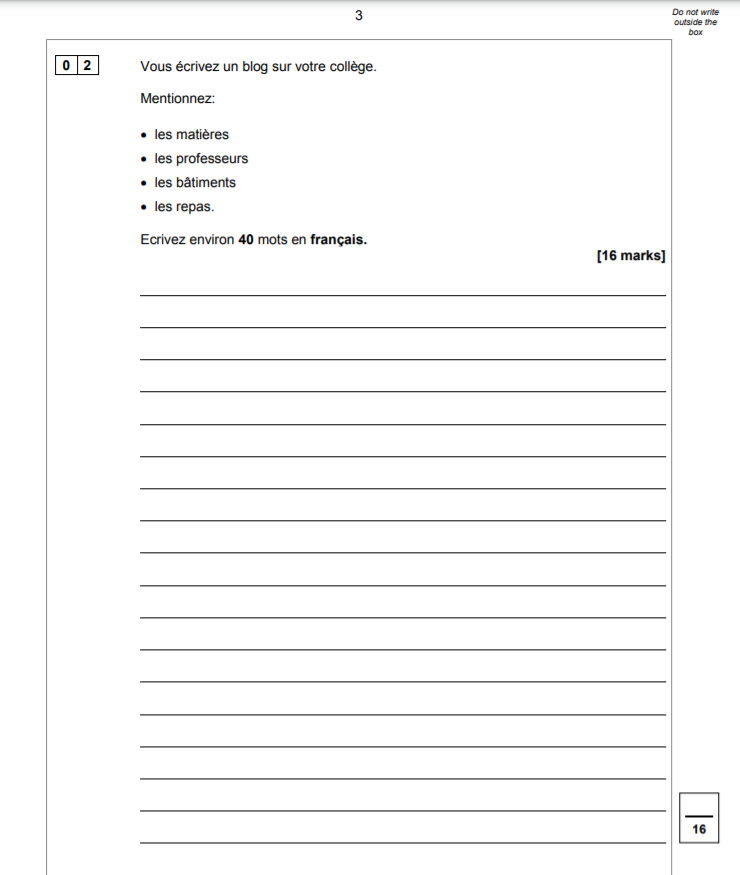 3
Do not write
outside the
box
0 2
Vous écrivez un blog sur votre collège.
Mentionnez:
• les matières
• les professeurs
• les bâtiments
• les repas.
Ecrivez environ 40 mots en français.
[16 marks]
16